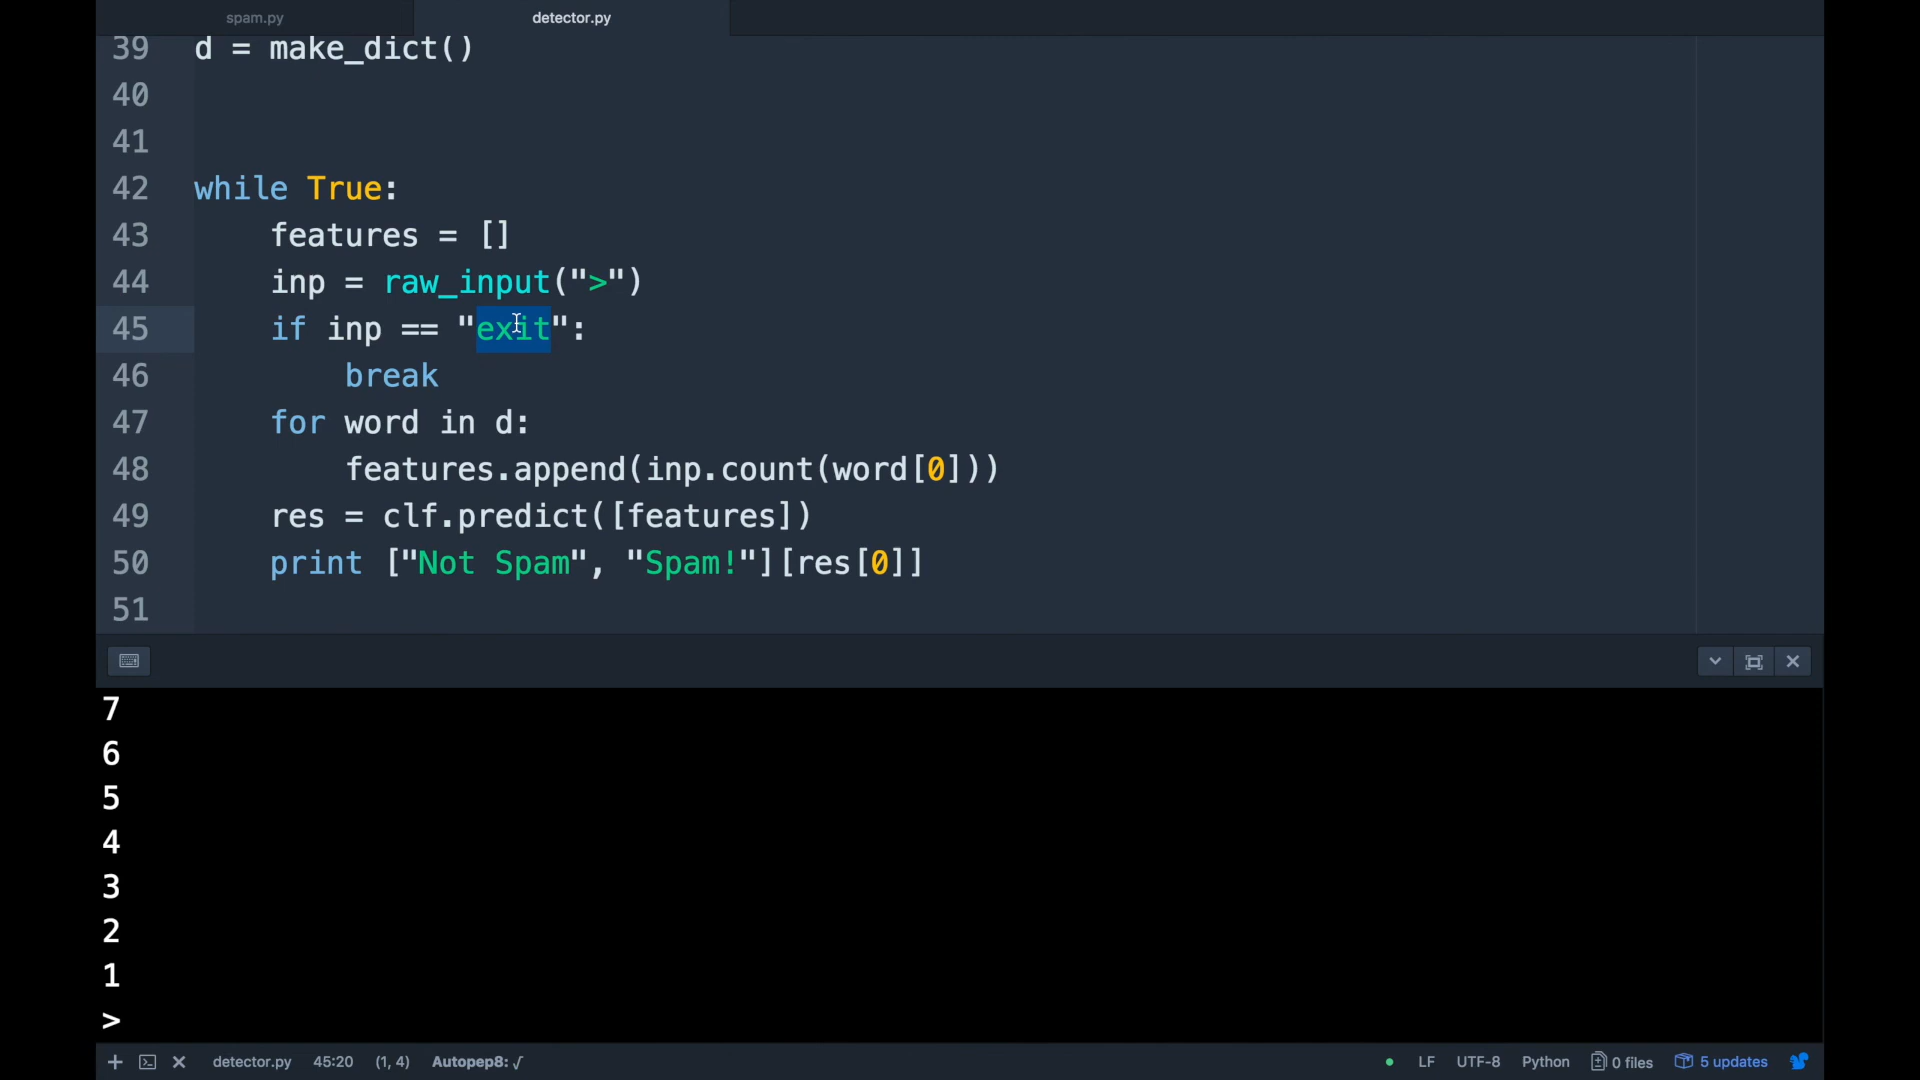 spam.py detector.py
39 d = make_dict()
40
41
42 while True:
43     features = []
44     inp = raw_input(">")
45     if inp == "exit":
46         break
47     for word in d:
48         features.append(inp.count(word[0]))
49     res = clf.predict([features])
50     print ["Not Spam", "Spam!"][res[0]]
51
7
6
5
4
3
2
1
>
detector.py 45:20 (1, 4) Autopep8: √ LF UTF-8 Python 0 files 5 updates